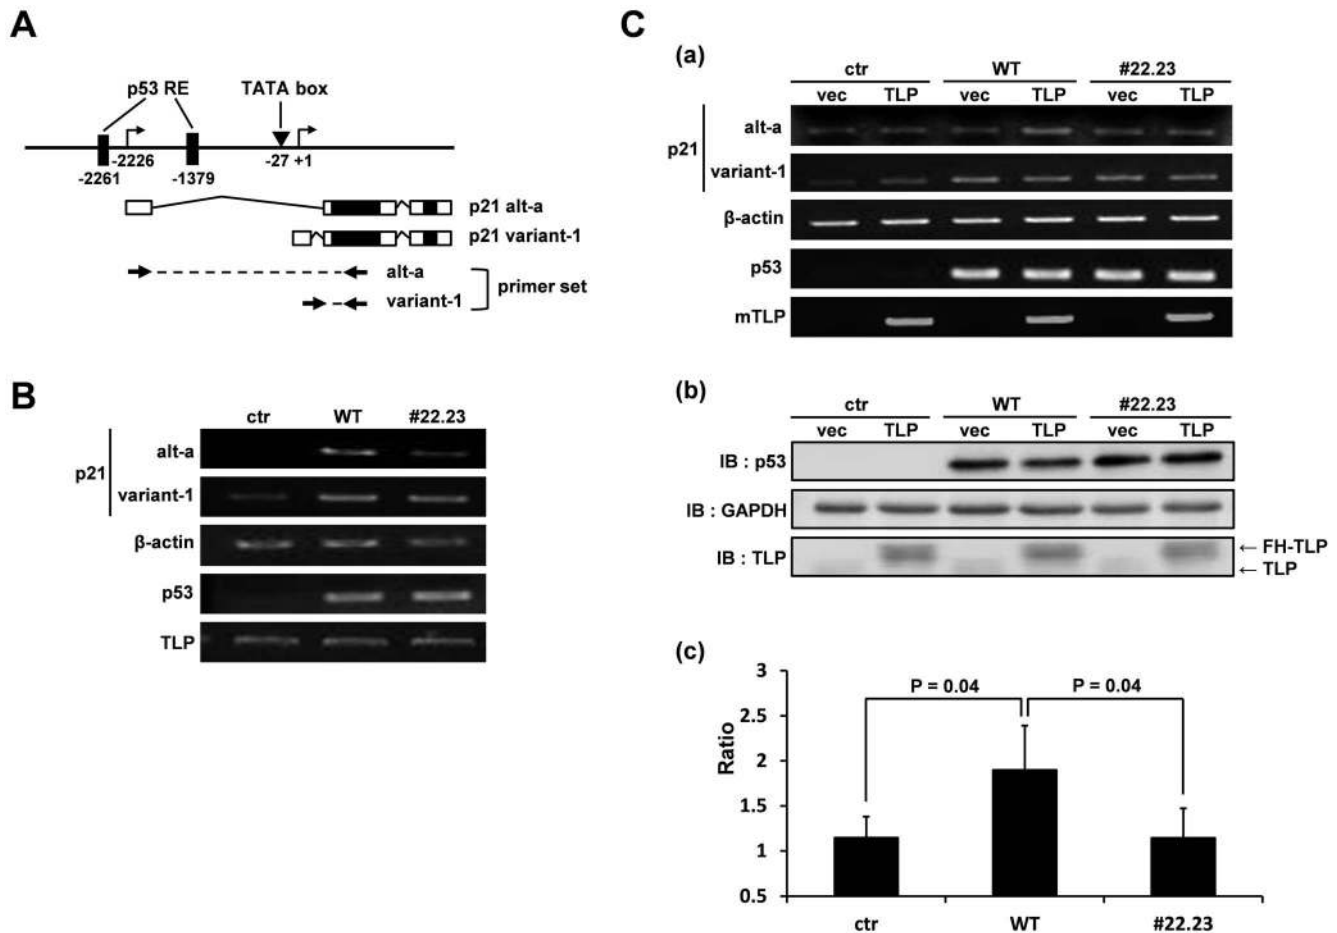 A
p53 RE
TATA box
-2226
-27 +1
-2261
-1379
p21 alt-a
p21 variant-1
alt-a
variant-1
primer set
B
ctr WT #22.23
p21
alt-a
variant-1
β-actin
p53
TLP
C
(a)
ctr WT #22.23
vec TLP vec TLP vec TLP
p21
alt-a
variant-1
β-actin
p53
mTLP
(b)
ctr WT #22.23
vec TLP vec TLP vec TLP
IB : p53
IB : GAPDH
IB : TLP
← FH-TLP
← TLP
(c)
Ratio
3
2.5
2
1.5
1
0.5
P = 0.04
P = 0.04
ctr WT #22.23